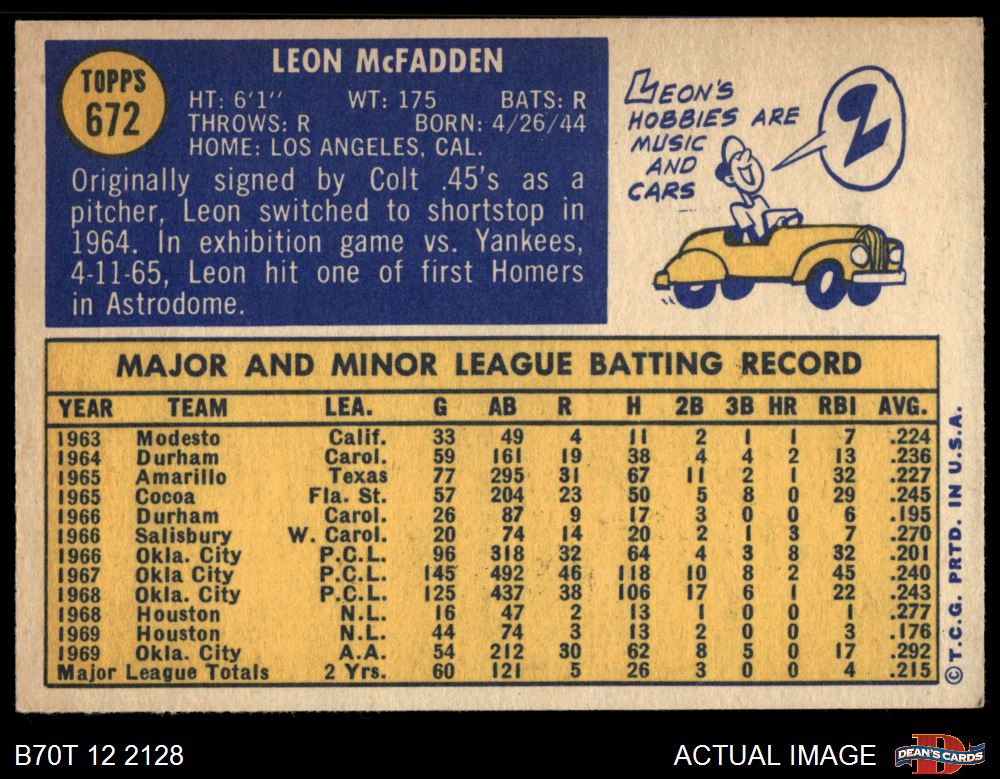 TOPPS
672
LEON McFADDEN
HT: 6'1" WT: 175 BATS: R
THROWS: R BORN: 4/26/44
HOME: LOS ANGELES, CAL.
Originally signed by Colt .45's as a
pitcher, Leon switched to shortstop in
1964. In exhibition game vs. Yankees,
4-11-65, Leon hit one of first Homers
in Astrodome.
LEON'S
HOBBIES ARE
MUSIC
AND
CARS
2
MAJOR AND MINOR LEAGUE BATTING RECORD
YEAR TEAM LEA. G AB R H 2B 3B HR RBI AVG.
1963 Modesto Calif. 33 49 4 11 2 1 1 7 .224
1964 Durham Carol. 59 161 19 38 4 4 2 13 .236
1965 Amarillo Texas 77 295 31 67 11 2 1 32 .227
1965 Cocoa Fla. St. 57 204 23 50 5 8 0 29 .245
1966 Durham Carol. 26 87 9 17 3 0 0 6 .195
1966 Salisbury W. Carol. 20 74 14 20 2 1 3 7 .270
1966 Okla. City P.C.L. 96 318 32 64 4 3 8 32 .201
1967 Okla City P.C.L. 145 492 46 118 10 8 2 45 .240
1968 Okla. City P.C.L. 125 437 38 106 17 6 1 22 .243
1968 Houston N.L. 16 47 2 13 1 0 0 1 .277
1969 Houston N.L. 44 74 3 13 2 0 0 3 .176
1969 Okla. City A.A. 54 212 30 62 8 5 0 17 .292
Major League Totals 2 Yrs. 60 121 5 26 3 0 0 4 .215
© T.C.G. PRTD. IN U.S.A.
B70T 12 2128
ACTUAL IMAGE
D
DEAN'S CARDS